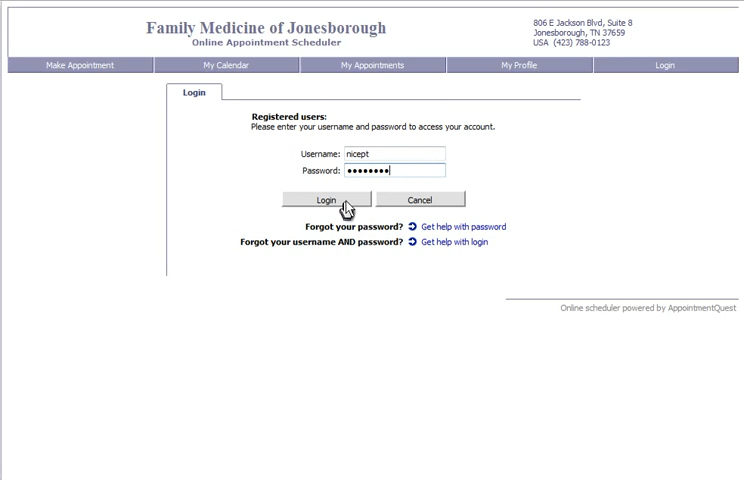 Family Medicine of Jonesborough
Online Appointment Scheduler
806 E Jackson Blvd, Suite 8
Jonesborough, TN 37659
USA (423) 788-0123
Make Appointment My Calendar My Appointments My Profile Login
Login
Registered users:
Please enter your username and password to access your account.
Username: nicept
Password: ••••••••
Login Cancel
Forgot your password? Get help with password
Forgot your username AND password? Get help with login
Online scheduler powered by AppointmentQuest